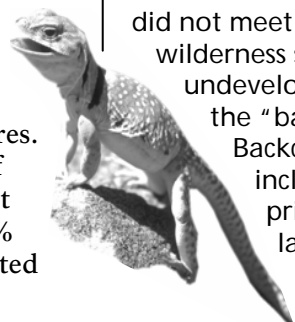 res.
f
t
%
ted
did not meet
wilderness s
undevelo
the “ba
Backc
incl
pri
la